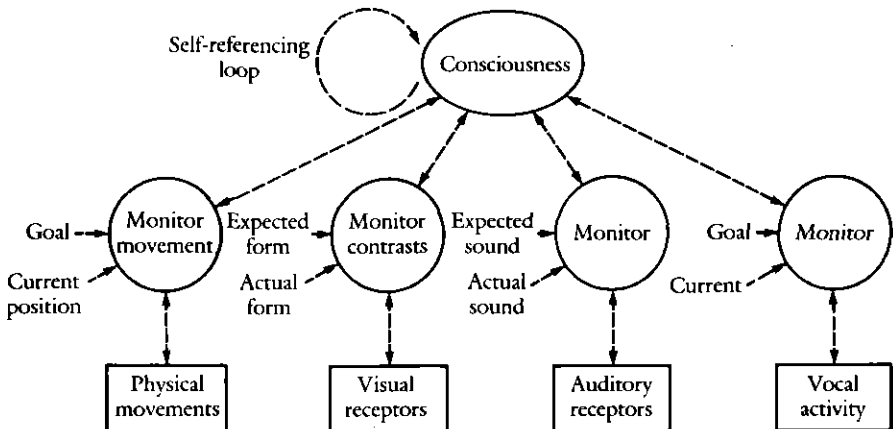 Self-referencing
loop
Consciousness
Goal
Current
position
Monitor
movement
Expected
form
Actual
form
Monitor
contrasts
Expected
sound
Actual
sound
Monitor
Goal
Current
Monitor
Physical
movements
Visual
receptors
Auditory
receptors
Vocal
activity